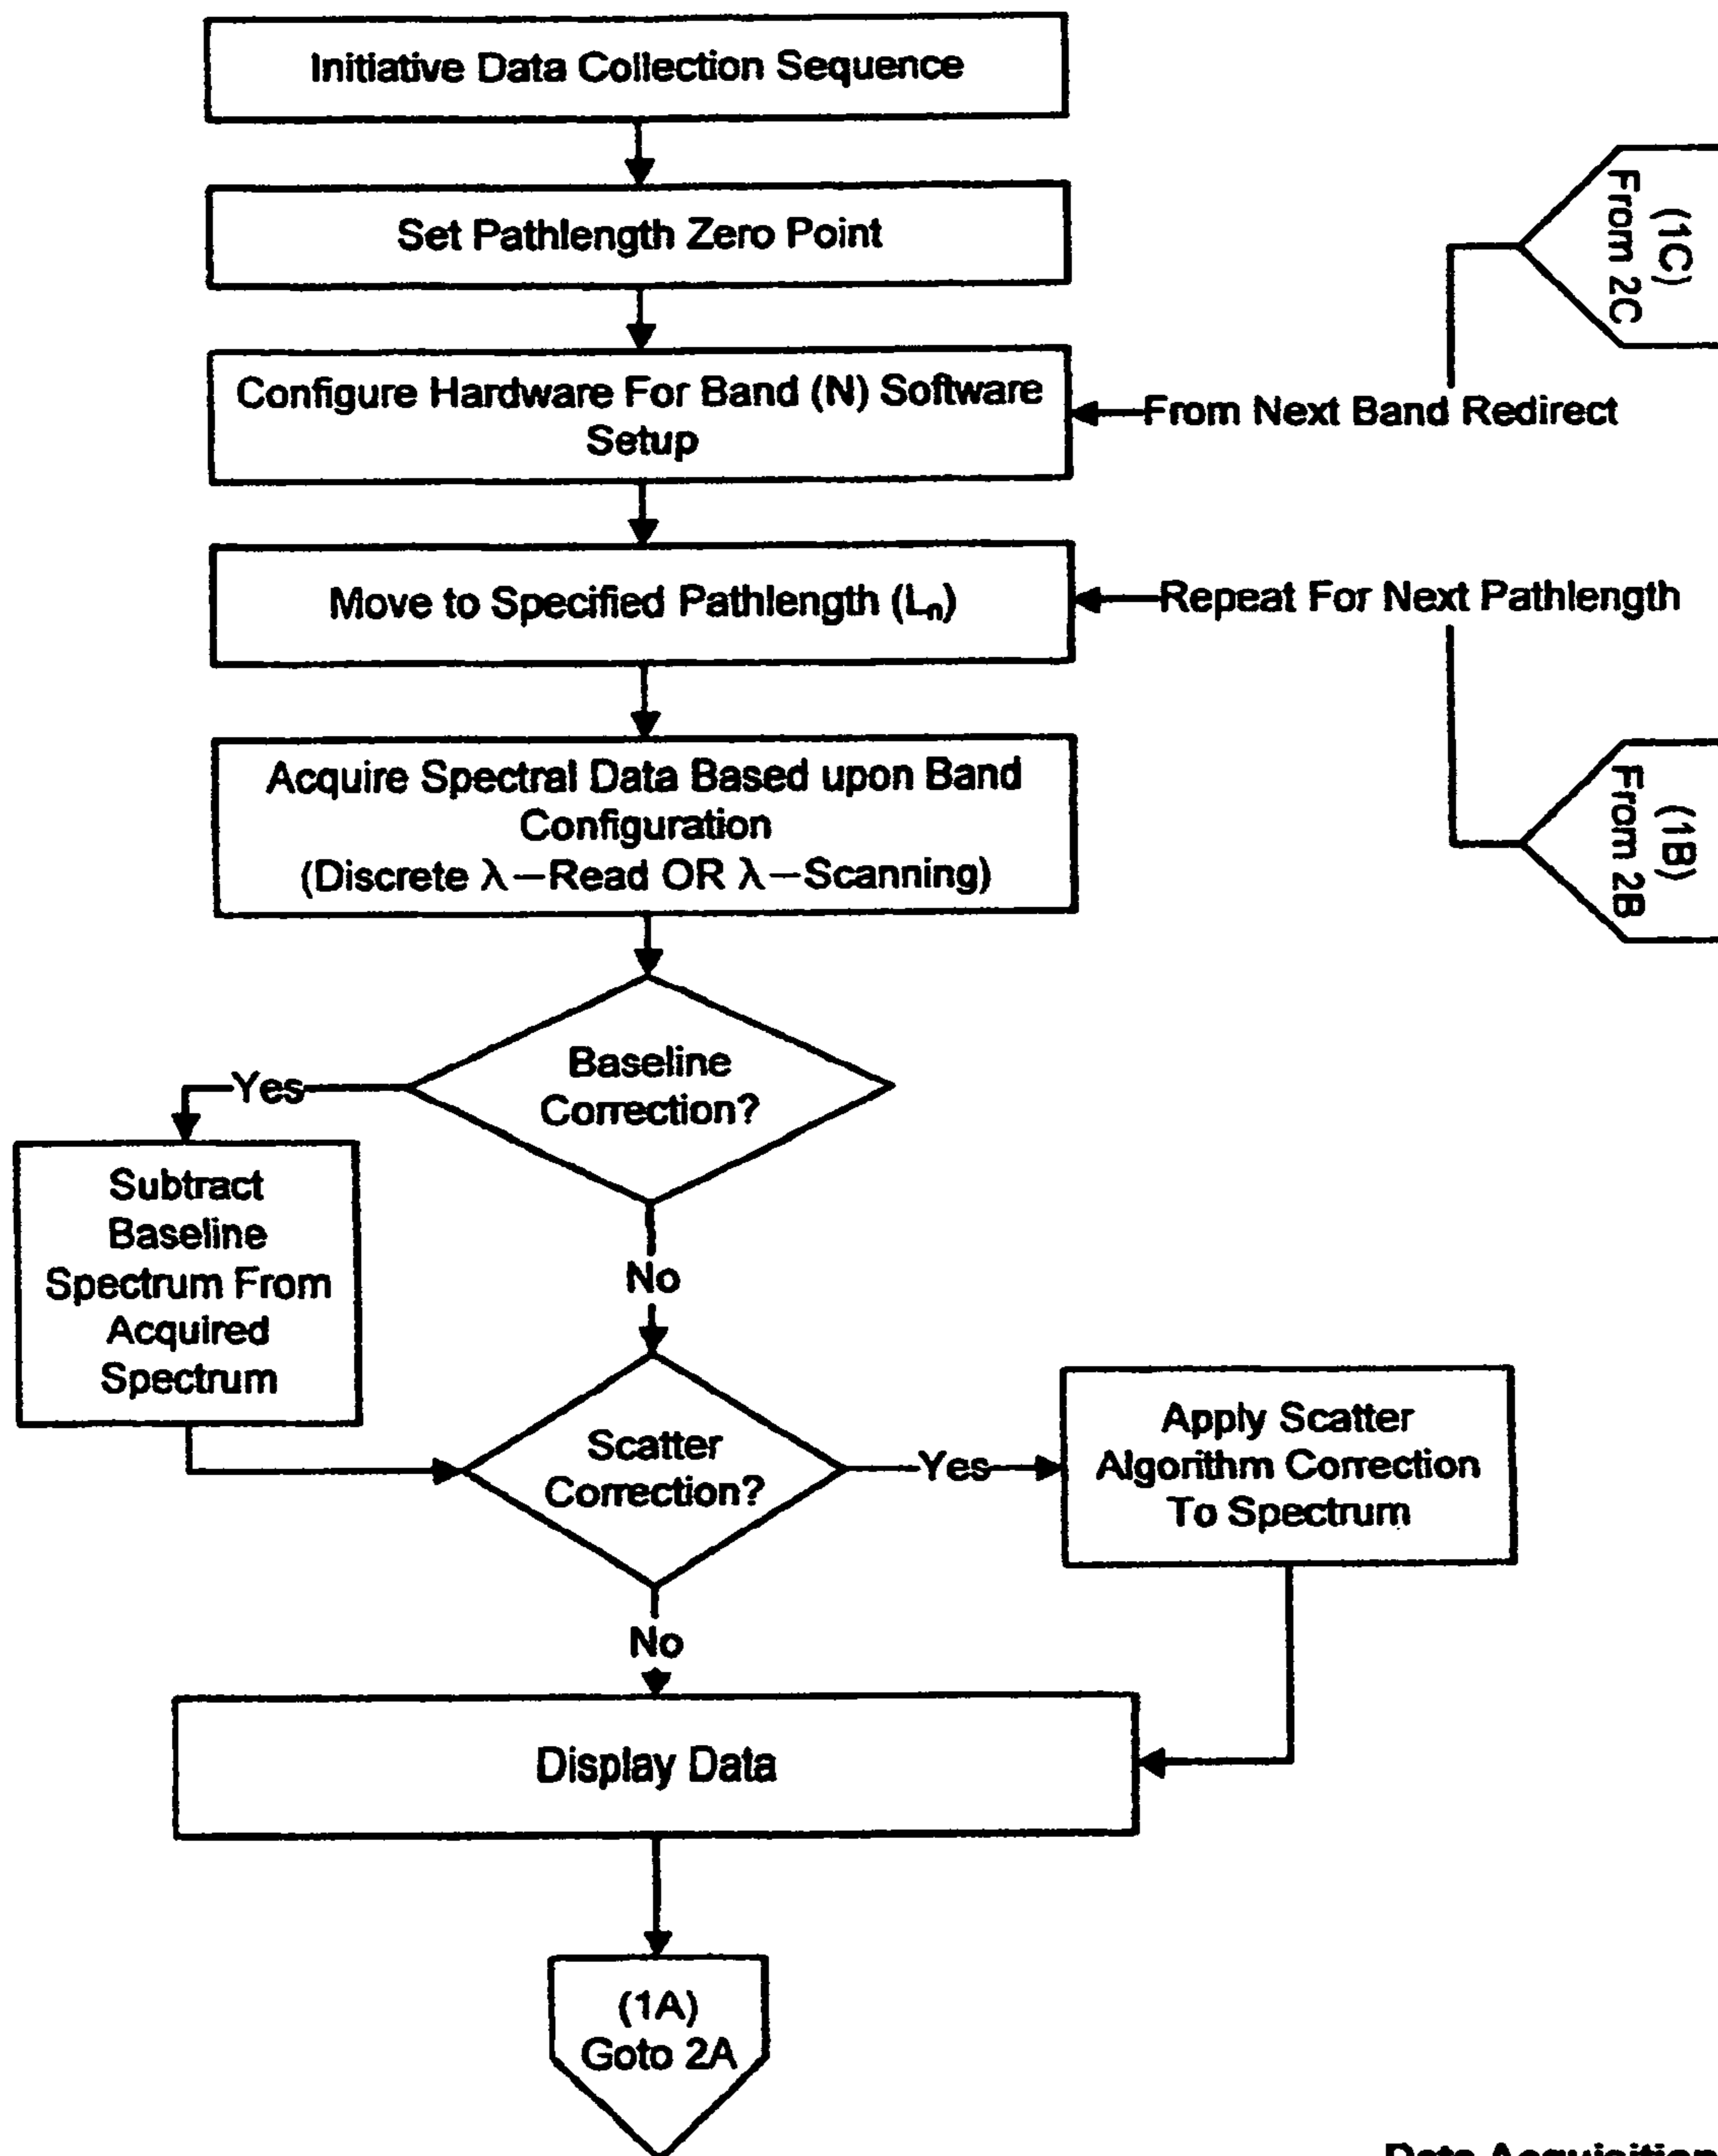 Initiative Data Collection Sequence
Set Pathlength Zero Point
(1C)
From 2C
Configure Hardware For Band (N) Software
Setup
From Next Band Redirect
Move to Specified Pathlength (Lₙ)
Repeat For Next Pathlength
Acquire Spectral Data Based upon Band
Configuration
(Discrete λ–Read OR λ–Scanning)
(1B)
From 2B
Baseline
Correction?
Yes
Subtract
Baseline
Spectrum From
Acquired
Spectrum
No
Scatter
Correction?
Yes
Apply Scatter
Algorithm Correction
To Spectrum
No
Display Data
(1A)
Goto 2A
Data Acquisition